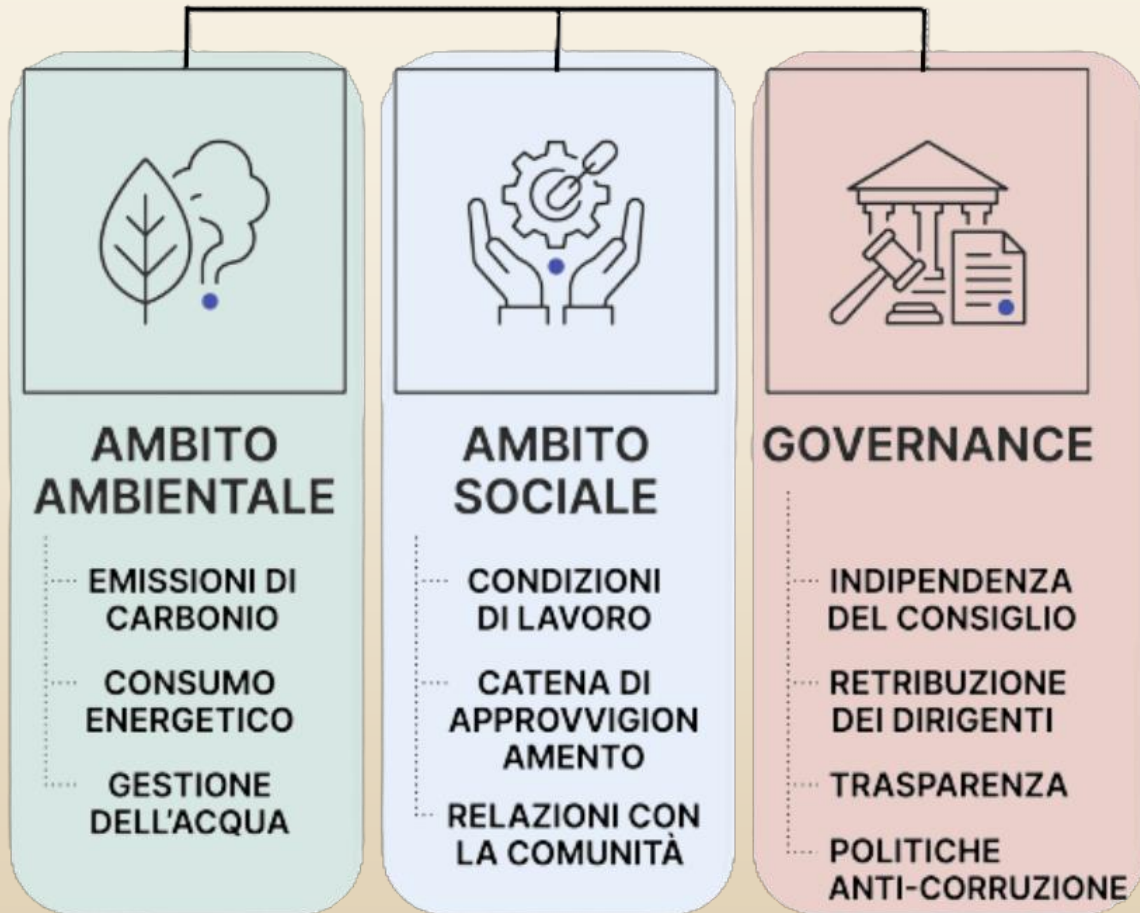 AMBITO
AMBIENTALE
EMISSIONI DI
CARBONIO
CONSUMO
ENERGETICO
GESTIONE
DELL'ACQUA
AMBITO
SOCIALE
CONDIZIONI
DI LAVORO
CATENA DI
APPROVVIGION
AMENTO
RELAZIONI CON
LA COMUNITÀ
GOVERNANCE
INDIPENDENZA
DEL CONSIGLIO
RETRIBUZIONE
DEI DIRIGENTI
TRASPARENZA
POLITICHE
ANTI-CORRUZIONE